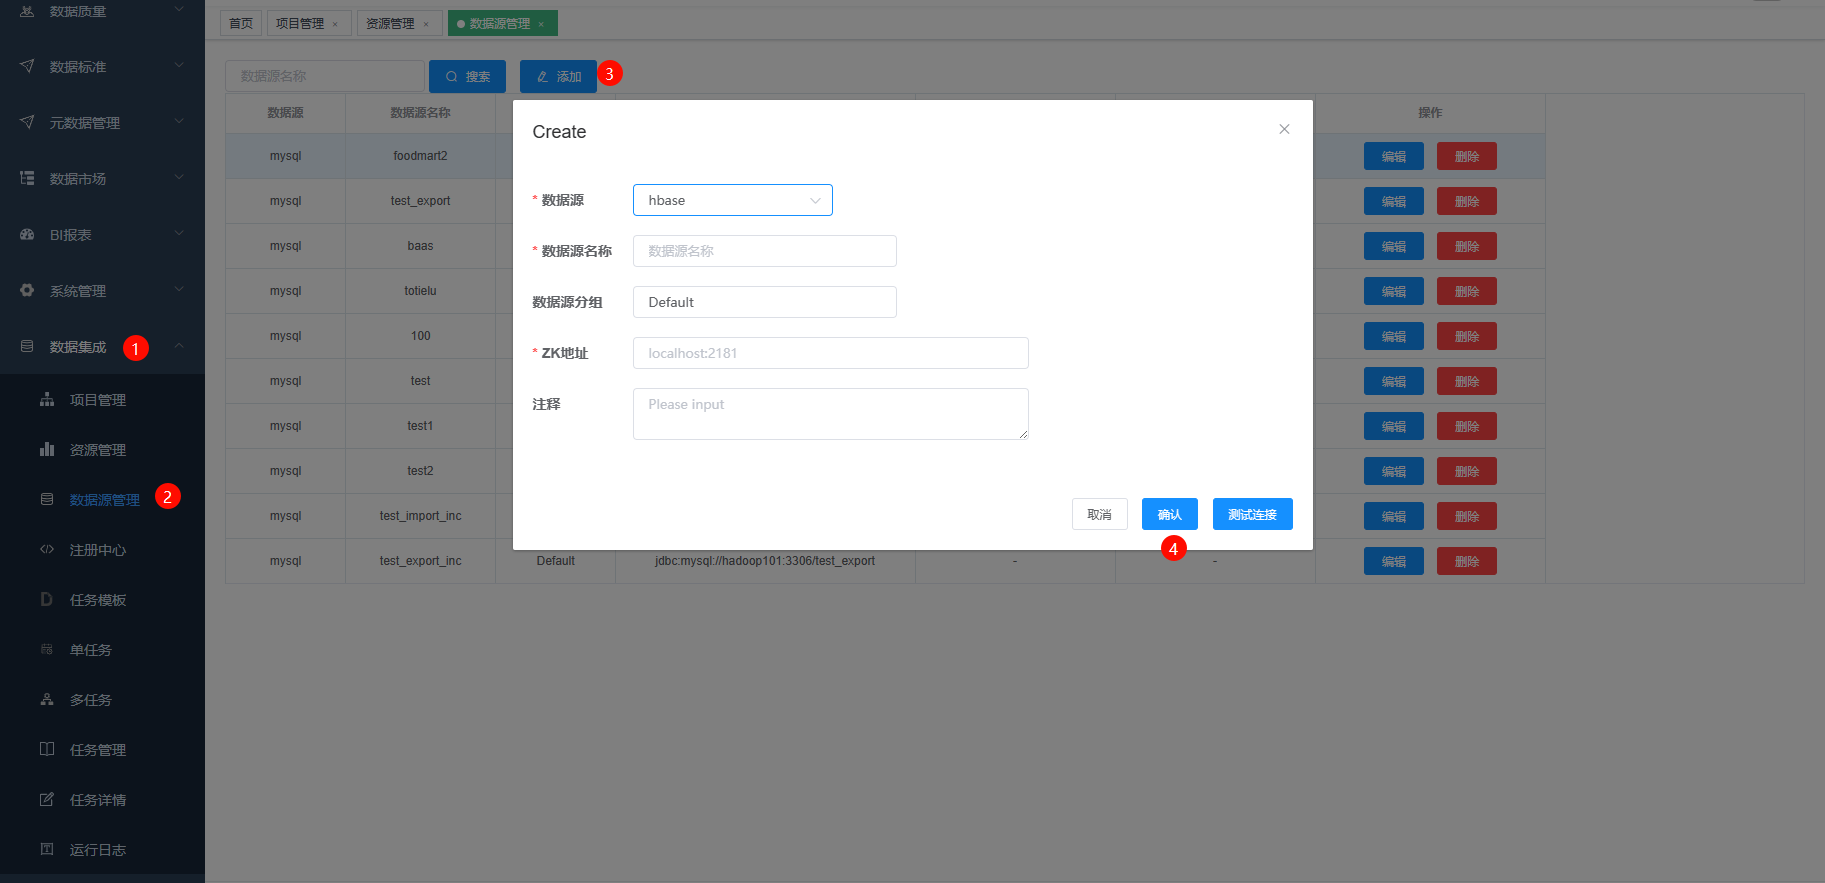 数据质量
数据标准
元数据管理
数据市场
BI报表
系统管理
数据集成 1
项目管理
资源管理
数据源管理 2
注册中心
任务模板
单任务
多任务
任务管理
任务详情
运行日志
首页 项目管理 × 资源管理 × 数据源管理 ×
数据源名称 搜索 添加 3
数据源 数据源名称 操作
mysql foodmart2 编辑 删除
mysql test_export 编辑 删除
mysql baas 编辑 删除
mysql totielu 编辑 删除
mysql 100 编辑 删除
mysql test 编辑 删除
mysql test1 编辑 删除
mysql test2 编辑 删除
mysql test_import_inc 编辑 删除
mysql test_export_inc Default jdbc:mysql://hadoop101:3306/test_export - - 编辑 删除
Create
* 数据源 hbase
* 数据源名称 数据源名称
数据源分组 Default
* ZK地址 localhost:2181
注释 Please input
取消 确认 测试连接
4